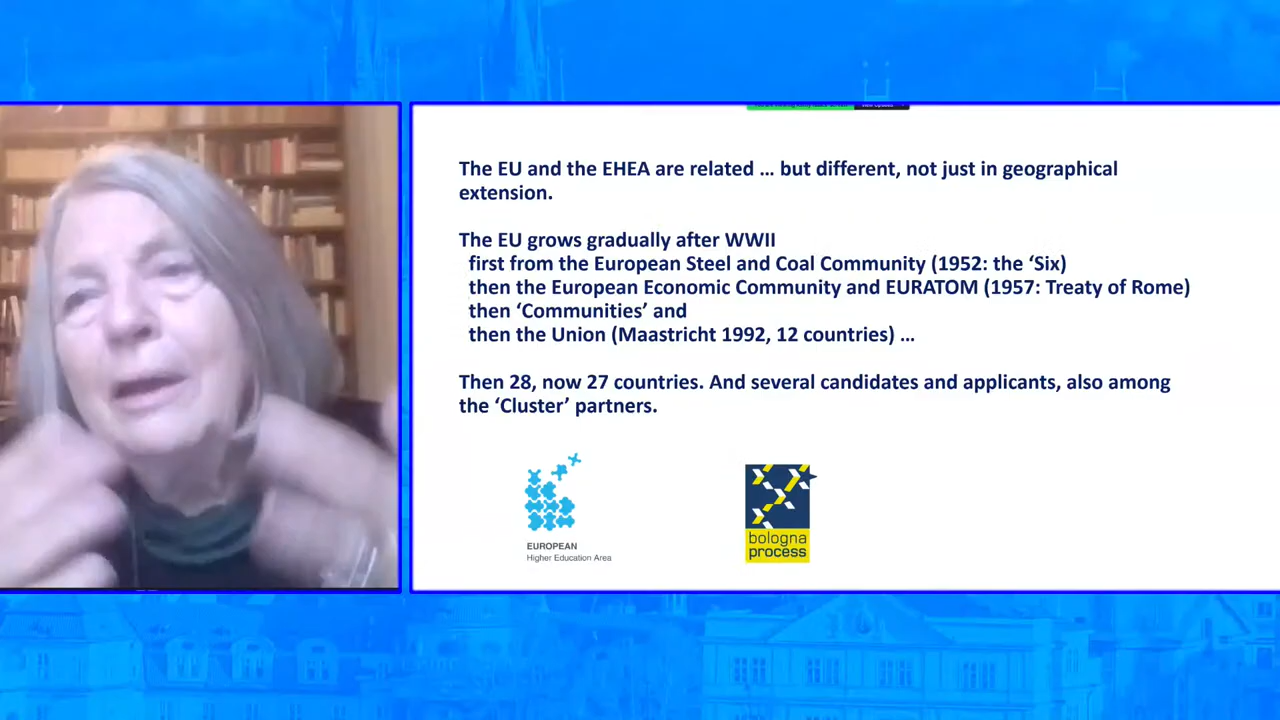 The EU and the EHEA are related ... but different, not just in geographical
extension.
The EU grows gradually after WWII
first from the European Steel and Coal Community (1952: the ‘Six)
then the European Economic Community and EURATOM (1957: Treaty of Rome)
then ‘Communities’ and
then the Union (Maastricht 1992, 12 countries) ...
Then 28, now 27 countries. And several candidates and applicants, also among
the ‘Cluster’ partners.
EUROPEAN
Higher Education Area
bologna
process